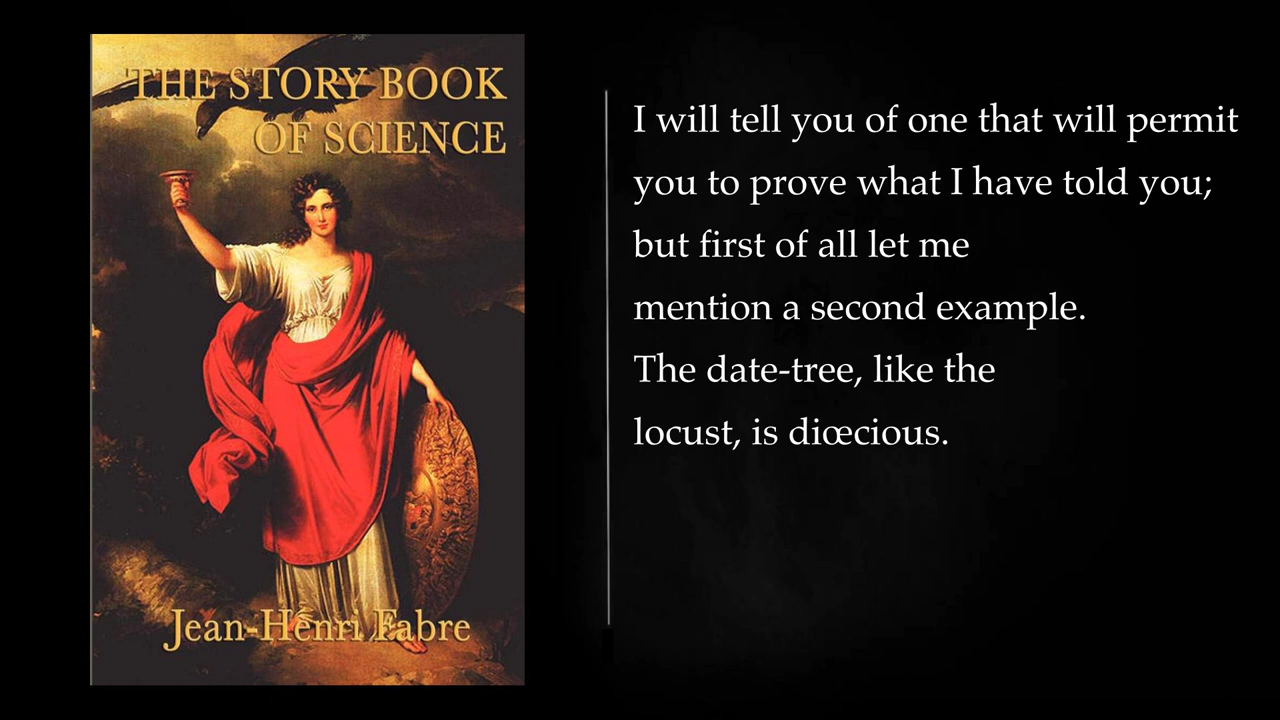 THE STORY BOOK
OF SCIENCE
Jean-Henri Fabre
I will tell you of one that will permit
you to prove what I have told you;
but first of all let me
mention a second example.
The date-tree, like the
locust, is diœcious.